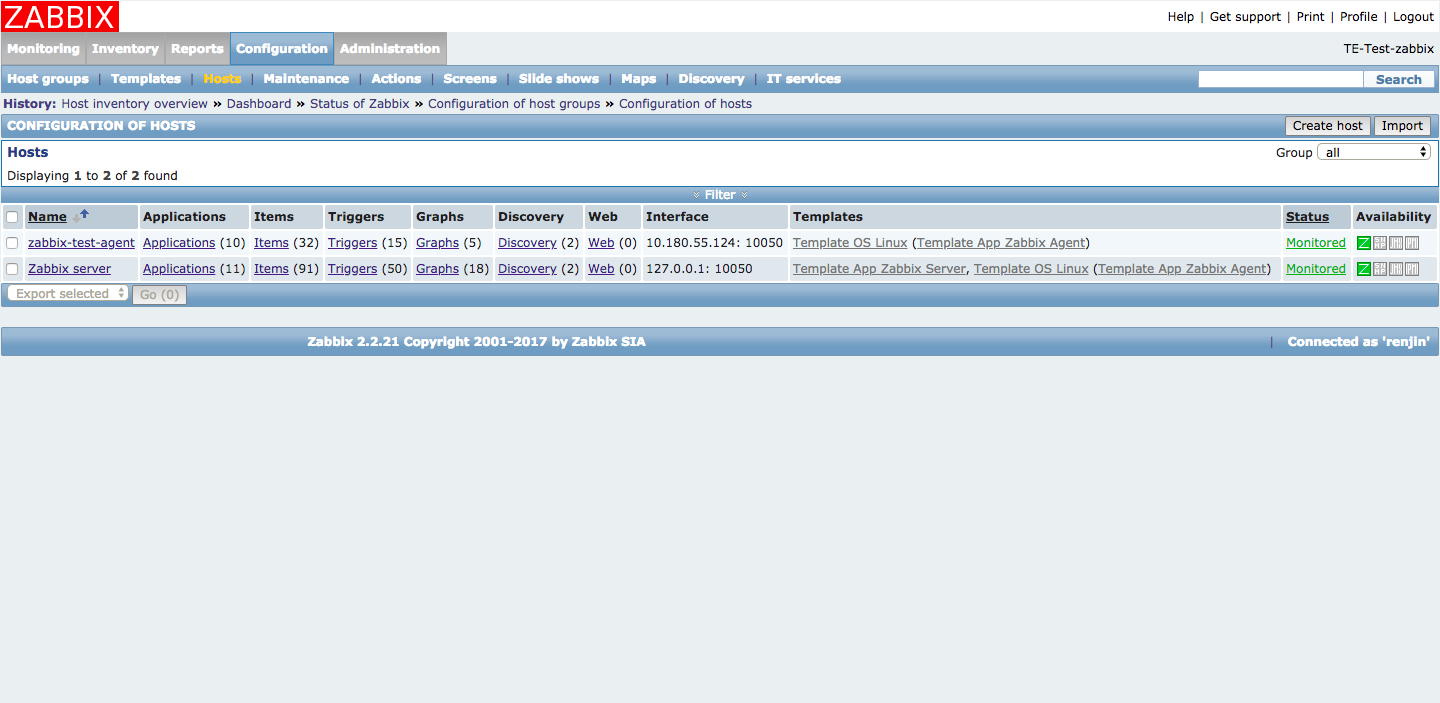 ZABBIX
Help | Get support | Print | Profile | Logout
Monitoring Inventory Reports Configuration Administration TE-Test-zabbix
Host groups | Templates | Hosts | Maintenance | Actions | Screens | Slide shows | Maps | Discovery | IT services Search
History: Host inventory overview » Dashboard » Status of Zabbix » Configuration of host groups » Configuration of hosts
CONFIGURATION OF HOSTS Create host Import
Hosts Group all
Displaying 1 to 2 of 2 found
Filter
Name Applications Items Triggers Graphs Discovery Web Interface Templates Status Availability
zabbix-test-agent Applications (10) Items (32) Triggers (15) Graphs (5) Discovery (2) Web (0) 10.180.55.124: 10050 Template OS Linux (Template App Zabbix Agent) Monitored Z SNMP JMX IPMI
Zabbix server Applications (11) Items (91) Triggers (50) Graphs (18) Discovery (2) Web (0) 127.0.0.1: 10050 Template App Zabbix Server, Template OS Linux (Template App Zabbix Agent) Monitored Z SNMP JMX IPMI
Export selected Go (0)
Zabbix 2.2.21 Copyright 2001-2017 by Zabbix SIA | Connected as 'renjin'